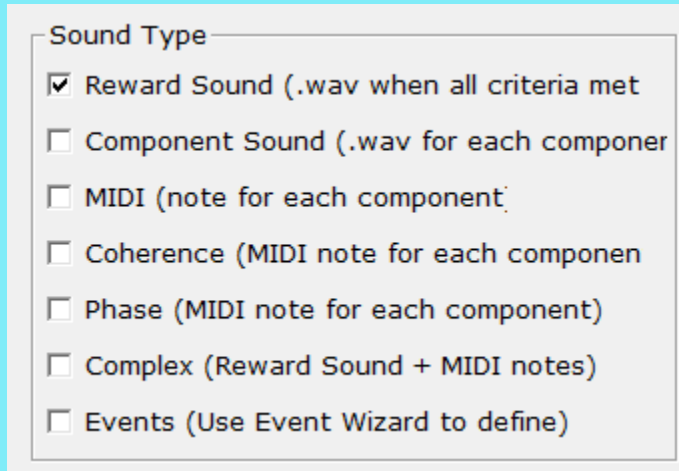 Sound Type
Reward Sound (.wav when all criteria met
Component Sound (.wav for each componer
MIDI (note for each component)
Coherence (MIDI note for each componen
Phase (MIDI note for each component)
Complex (Reward Sound + MIDI notes)
Events (Use Event Wizard to define)